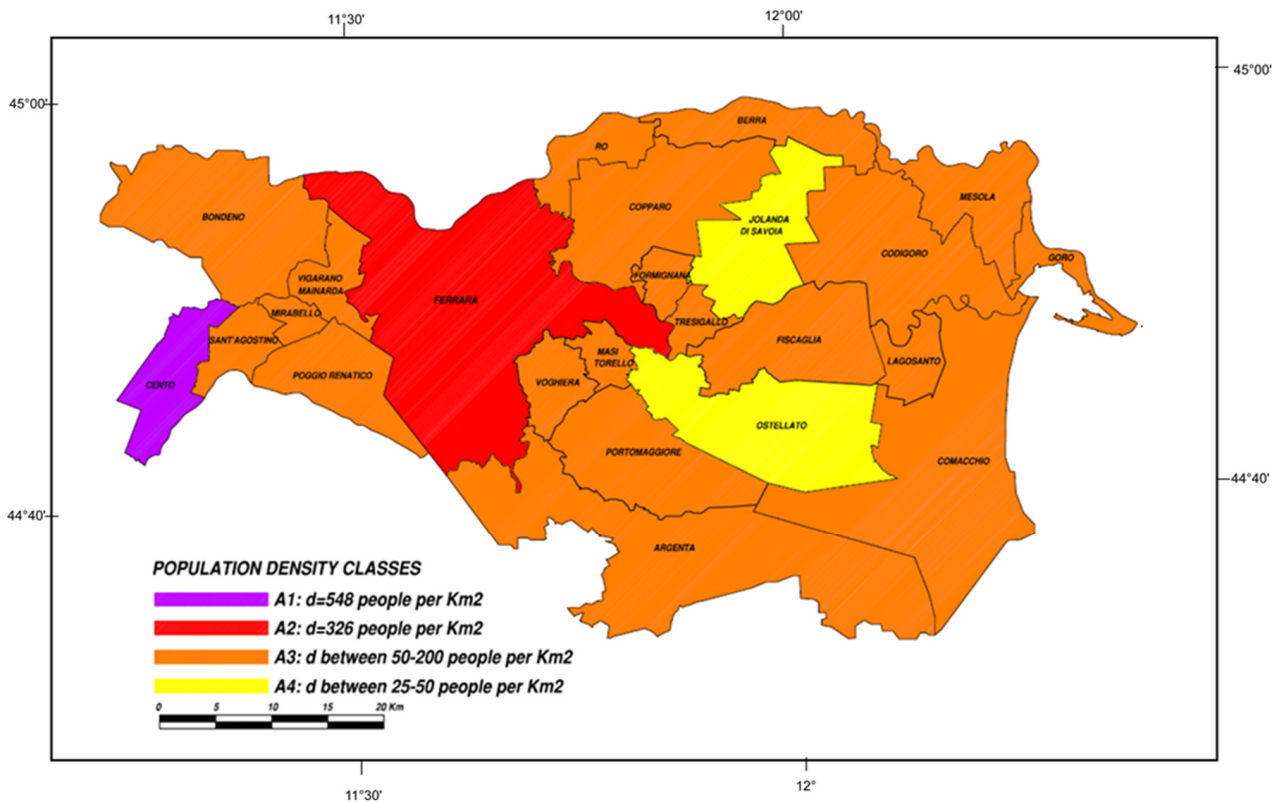 11°30'
12°00'
45°00'
45°00'
BERRA
RO
MESOLA
COPPARO
BONDENO
JOLANDA
DI SAVOIA
CODIGORO
GORO
FORMIGNANA
VIGARANO
MAINARDA
FERRARA
MIRABELLO
TRESIGALLO
SANT'AGOSTINO
FISCAGLIA
MASI
TORELLO
LAGOSANTO
POGGIO RENATICO
VOGHIERA
CENTO
OSTELLATO
PORTOMAGGIORE
COMACCHIO
44°40'
44°40'
ARGENTA
POPULATION DENSITY CLASSES
A1: d=548 people per Km2
A2: d=326 people per Km2
A3: d between 50-200 people per Km2
A4: d between 25-50 people per Km2
0 5 10 15 20 Km
11°30'
12°